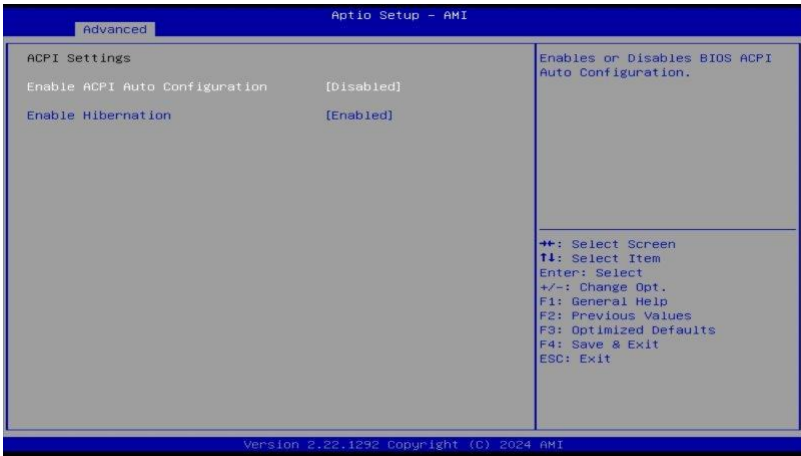 Aptio Setup - AMI
Advanced
ACPI Settings
Enable ACPI Auto Configuration [Disabled]
Enable Hibernation [Enabled]
Enables or Disables BIOS ACPI
Auto Configuration.
→←: Select Screen
↑↓: Select Item
Enter: Select
+/-: Change Opt.
F1: General Help
F2: Previous Values
F3: Optimized Defaults
F4: Save & Exit
ESC: Exit
Version 2.22.1292 Copyright (C) 2024 AMI